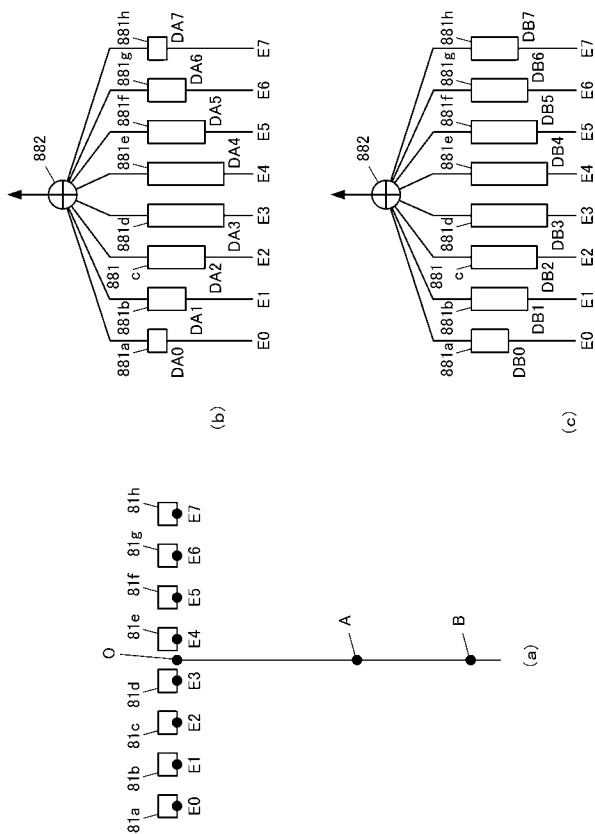 882
881a
881b
881
c
881d
881e
881f
881g
881h
DA0
DA1
DA2
DA3
DA4
DA5
DA6
DA7
E0
E1
E2
E3
E4
E5
E6
E7
(b)
882
881a
881b
881
c
881d
881e
881f
881g
881h
DB0
DB1
DB2
DB3
DB4
DB5
DB6
DB7
E0
E1
E2
E3
E4
E5
E6
E7
(c)
81a
81b
81c
81d
O
81e
81f
81g
81h
E0
E1
E2
E3
E4
E5
E6
E7
A
B
(a)